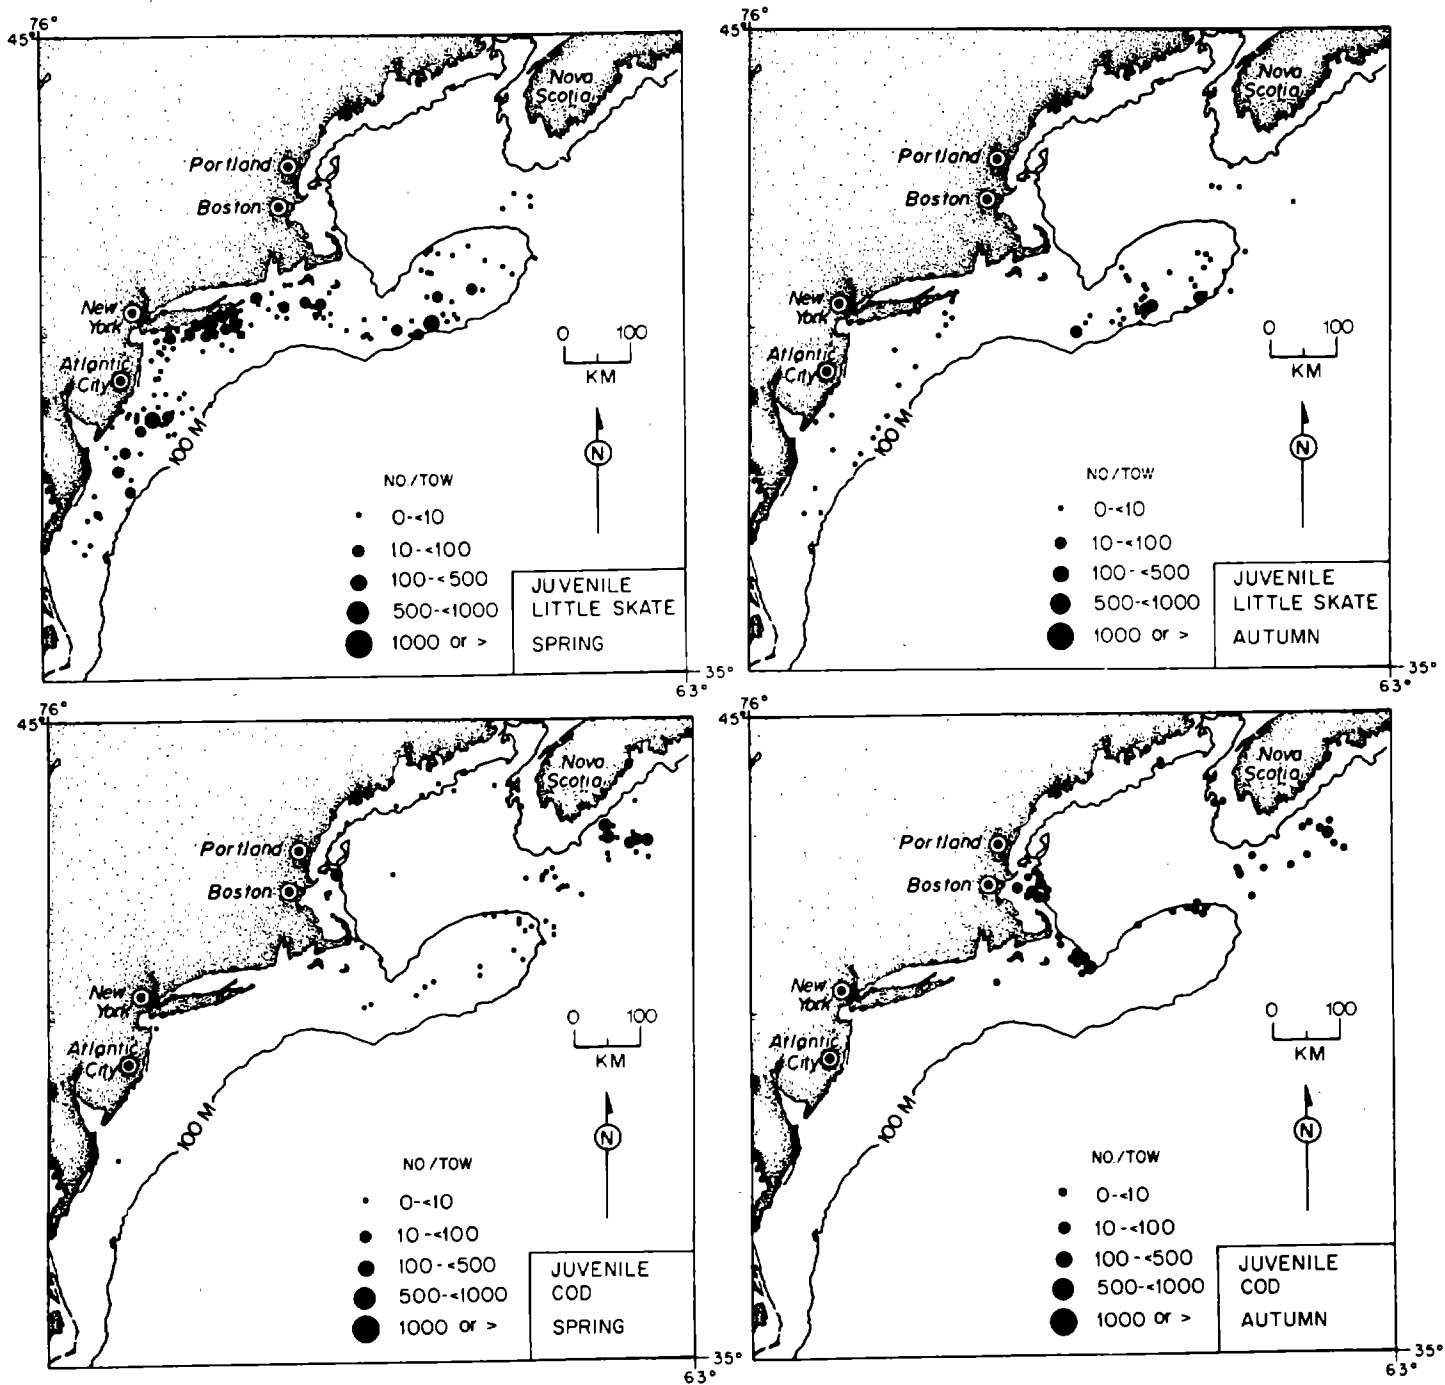 76°
45°
Nova
Scotia
Portland
Boston
New
York
Atlantic
City
100 M
0 100
KM
N
NO./TOW
0-<10
10-<100
100-<500
500-<1000
1000 or >
JUVENILE
LITTLE SKATE
SPRING
35°
63°
76°
45°
Nova
Scotia
Portland
Boston
New
York
Atlantic
City
100 M
0 100
KM
N
NO./TOW
0-<10
10-<100
100-<500
500-<1000
1000 or >
JUVENILE
LITTLE SKATE
AUTUMN
35°
63°
76°
45°
Nova
Scotia
Portland
Boston
New
York
Atlantic
City
100 M
0 100
KM
N
NO./TOW
0-<10
10-<100
100-<500
500-<1000
1000 or >
JUVENILE
COD
SPRING
35°
63°
76°
45°
Nova
Scotia
Portland
Boston
New
York
Atlantic
City
100 M
0 100
KM
N
NO./TOW
0-<10
10-<100
100-<500
500-<1000
1000 or >
JUVENILE
COD
AUTUMN
35°
63°